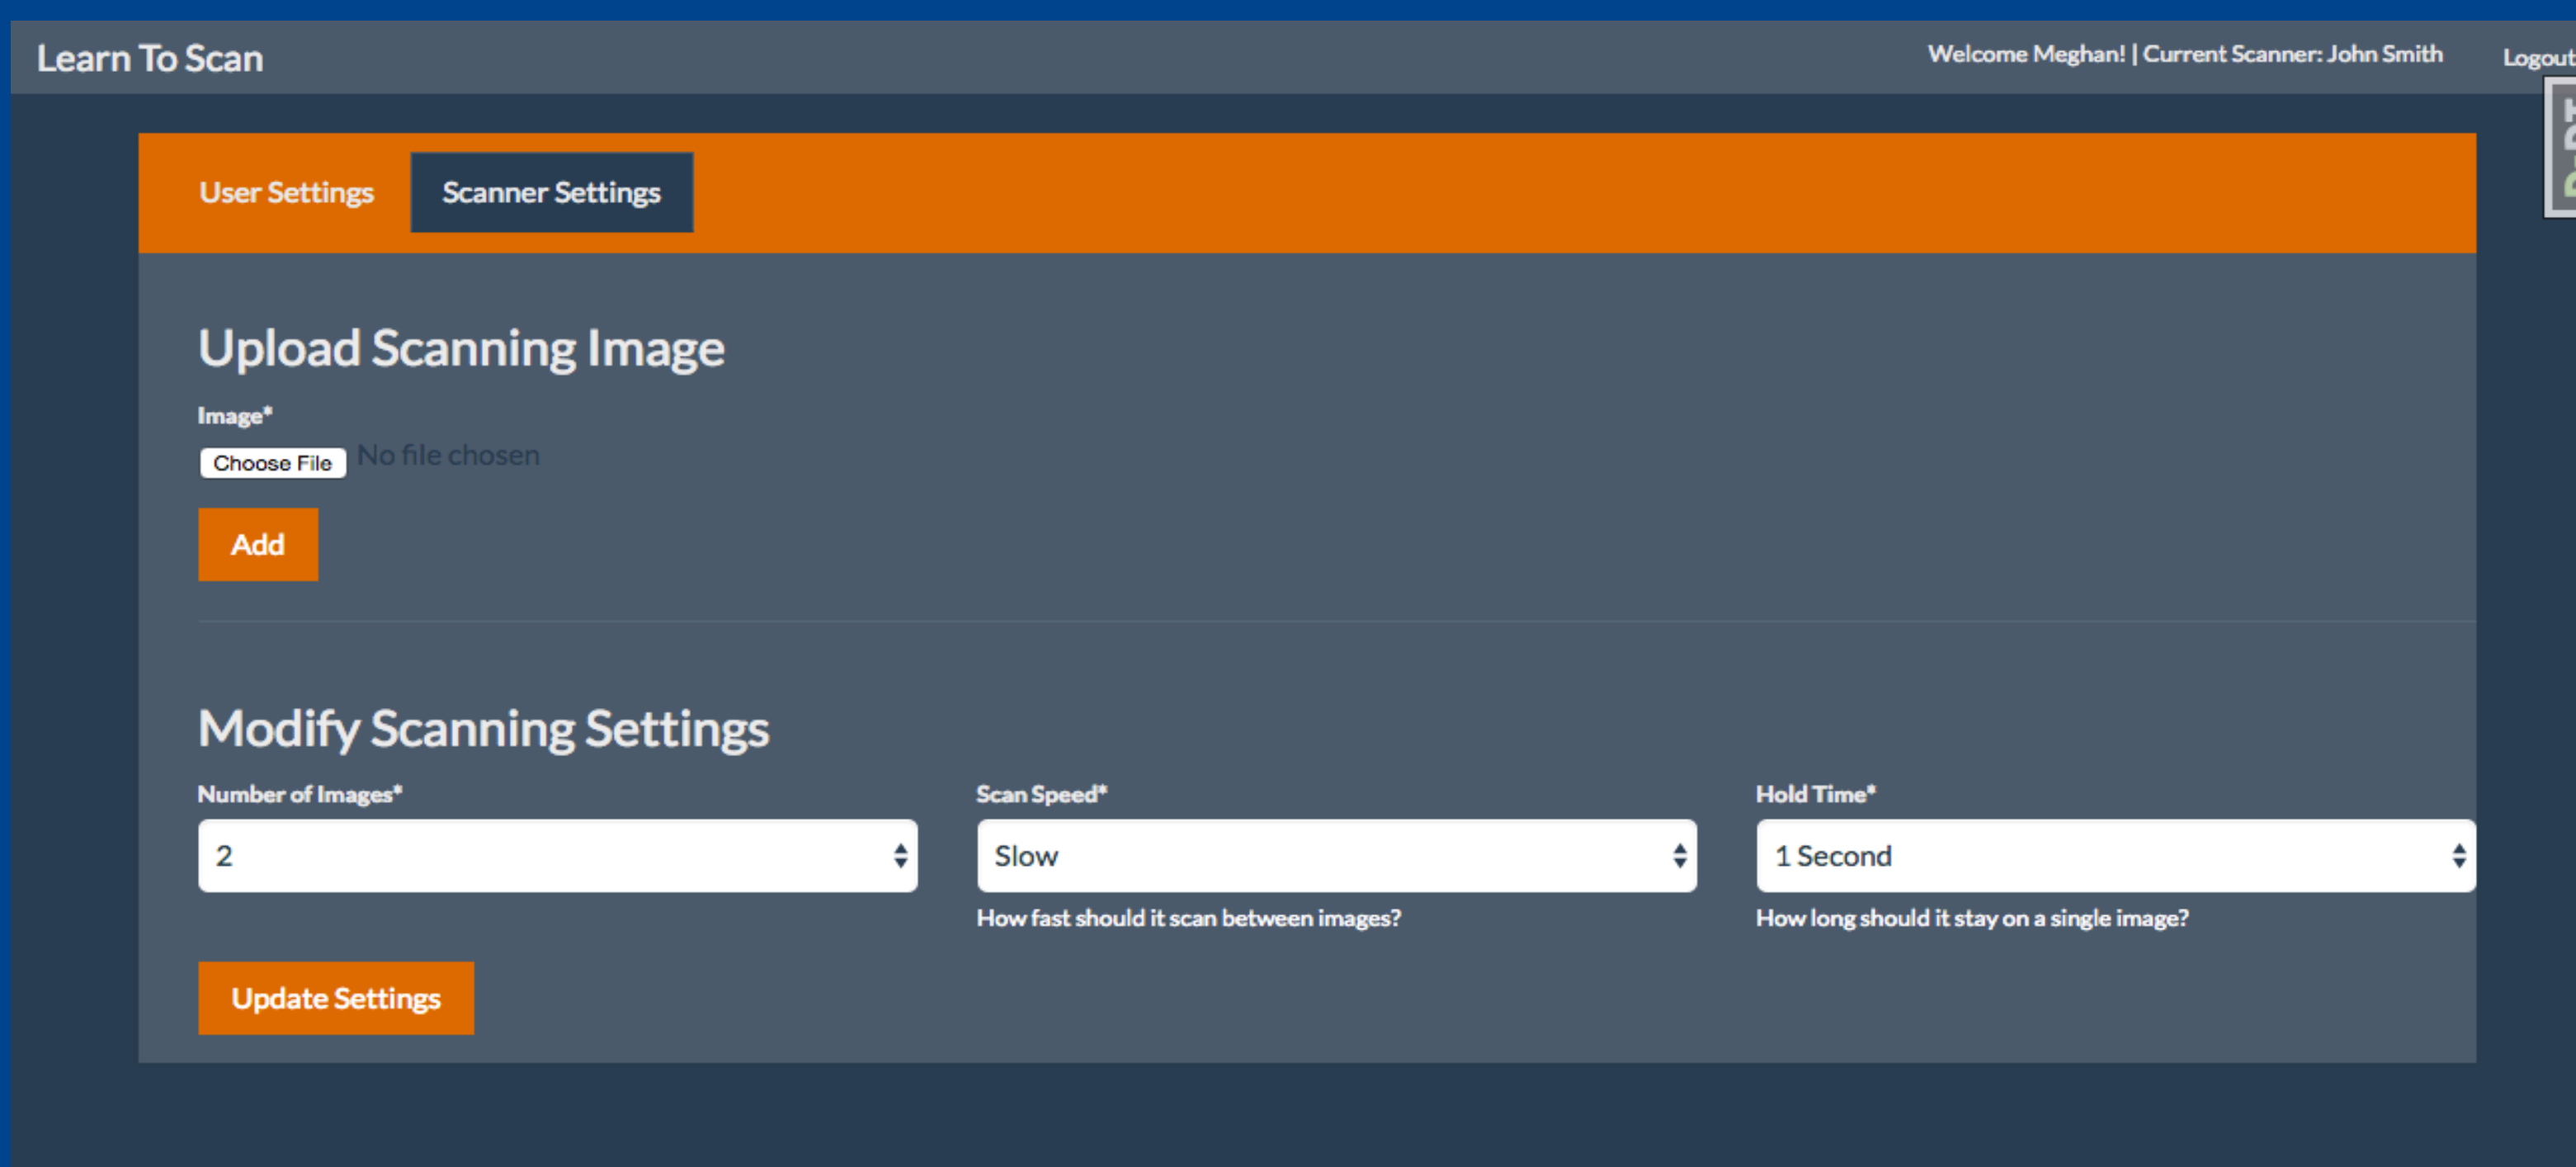 Learn To Scan
Welcome Meghan! | Current Scanner: John Smith
Logout
User Settings
Scanner Settings
Upload Scanning Image
Image*
Choose File No file chosen
Add
Modify Scanning Settings
Number of Images*
Scan Speed*
Hold Time*
2
Slow
1 Second
How fast should it scan between images?
How long should it stay on a single image?
Update Settings